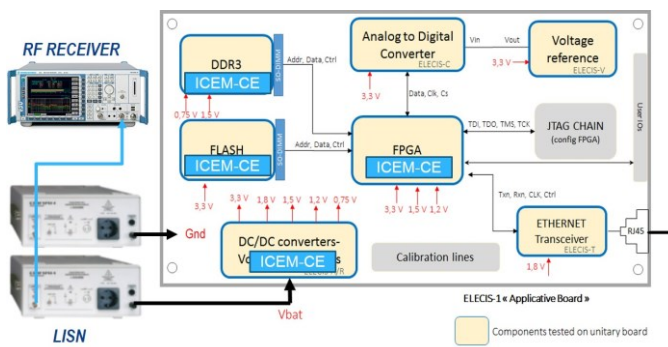 RF RECEIVER
DDR3
ICEM-CE
SO-DIMM
0,75 V
1,5 V
Addr, Data, Ctrl
Analog to Digital
Converter
ELECIS-C
3,3 V
Vin
Vout
Voltage
reference
ELECIS-V
3,3 V
Data, Clk, Cs
User IOs
FLASH
ICEM-CE
SO-DIMM
3,3 V
Addr, Data, Ctrl
FPGA
ICEM-CE
3,3 V
1,5 V
1,2 V
TDI, TDO, TMS, TCK
JTAG CHAIN
(config FPGA)
Txn, Rxn, CLK, Ctrl
Gnd
3,3 V
1,8 V
1,5 V
1,2 V
0,75 V
DC/DC converters-
ICEM-CE
Calibration lines
ETHERNET
Transceiver
ELECIS-T
RJ45
1,8 V
Vbat
LISN
ELECIS-1 « Applicative Board »
Components tested on unitary board